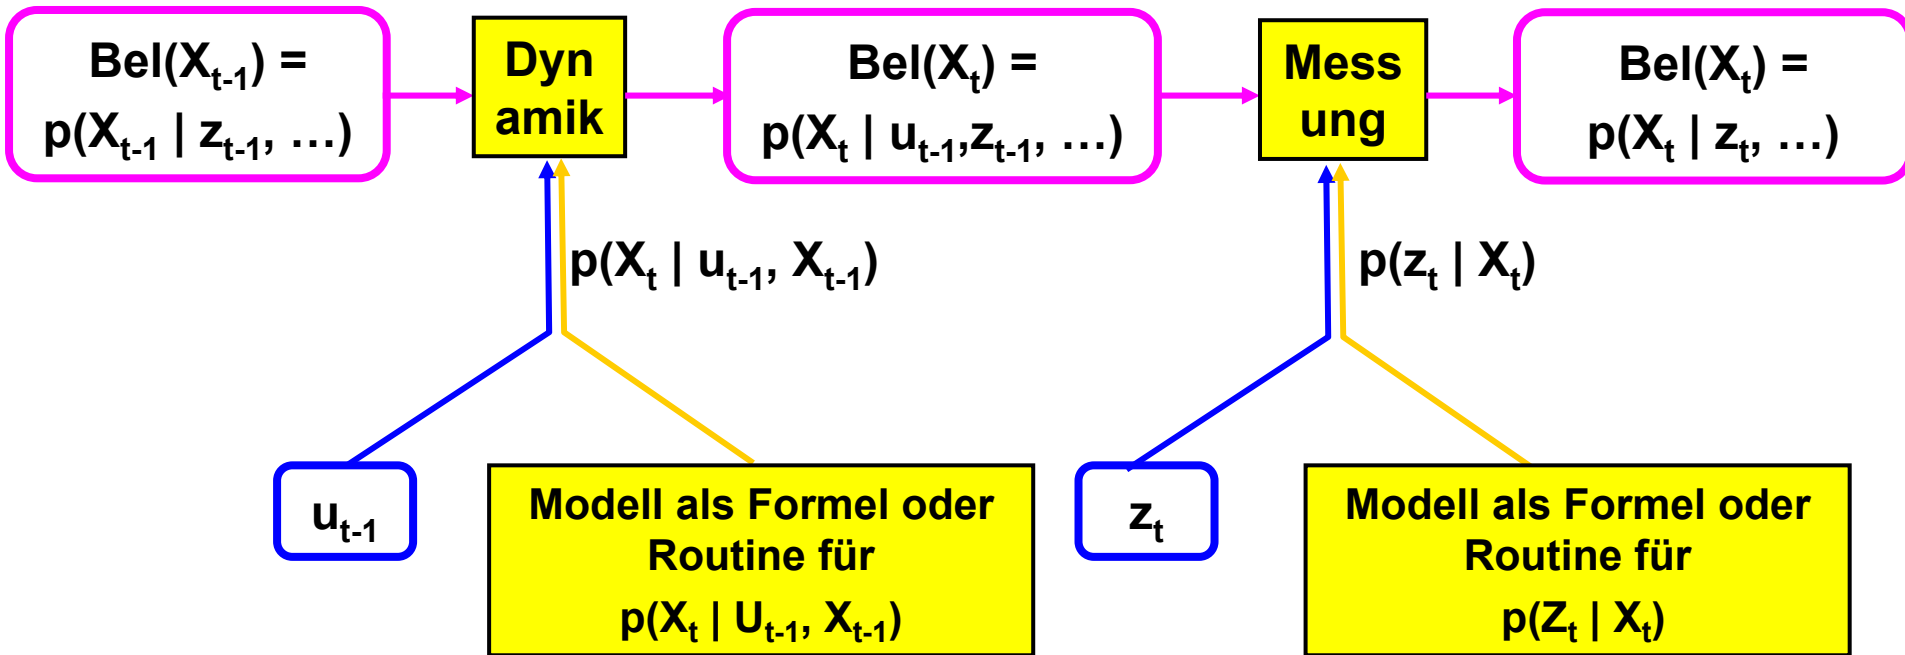 Bel(Xt-1) =
p(Xt-1 | zt-1, …)
Dyn
amik
Bel(Xt) =
p(Xt | ut-1,zt-1, …)
Mess
ung
Bel(Xt) =
p(Xt | zt, …)
p(Xt | ut-1, Xt-1)
p(zt | Xt)
ut-1
Modell als Formel oder
Routine für
p(Xt | Ut-1, Xt-1)
zt
Modell als Formel oder
Routine für
p(Zt | Xt)